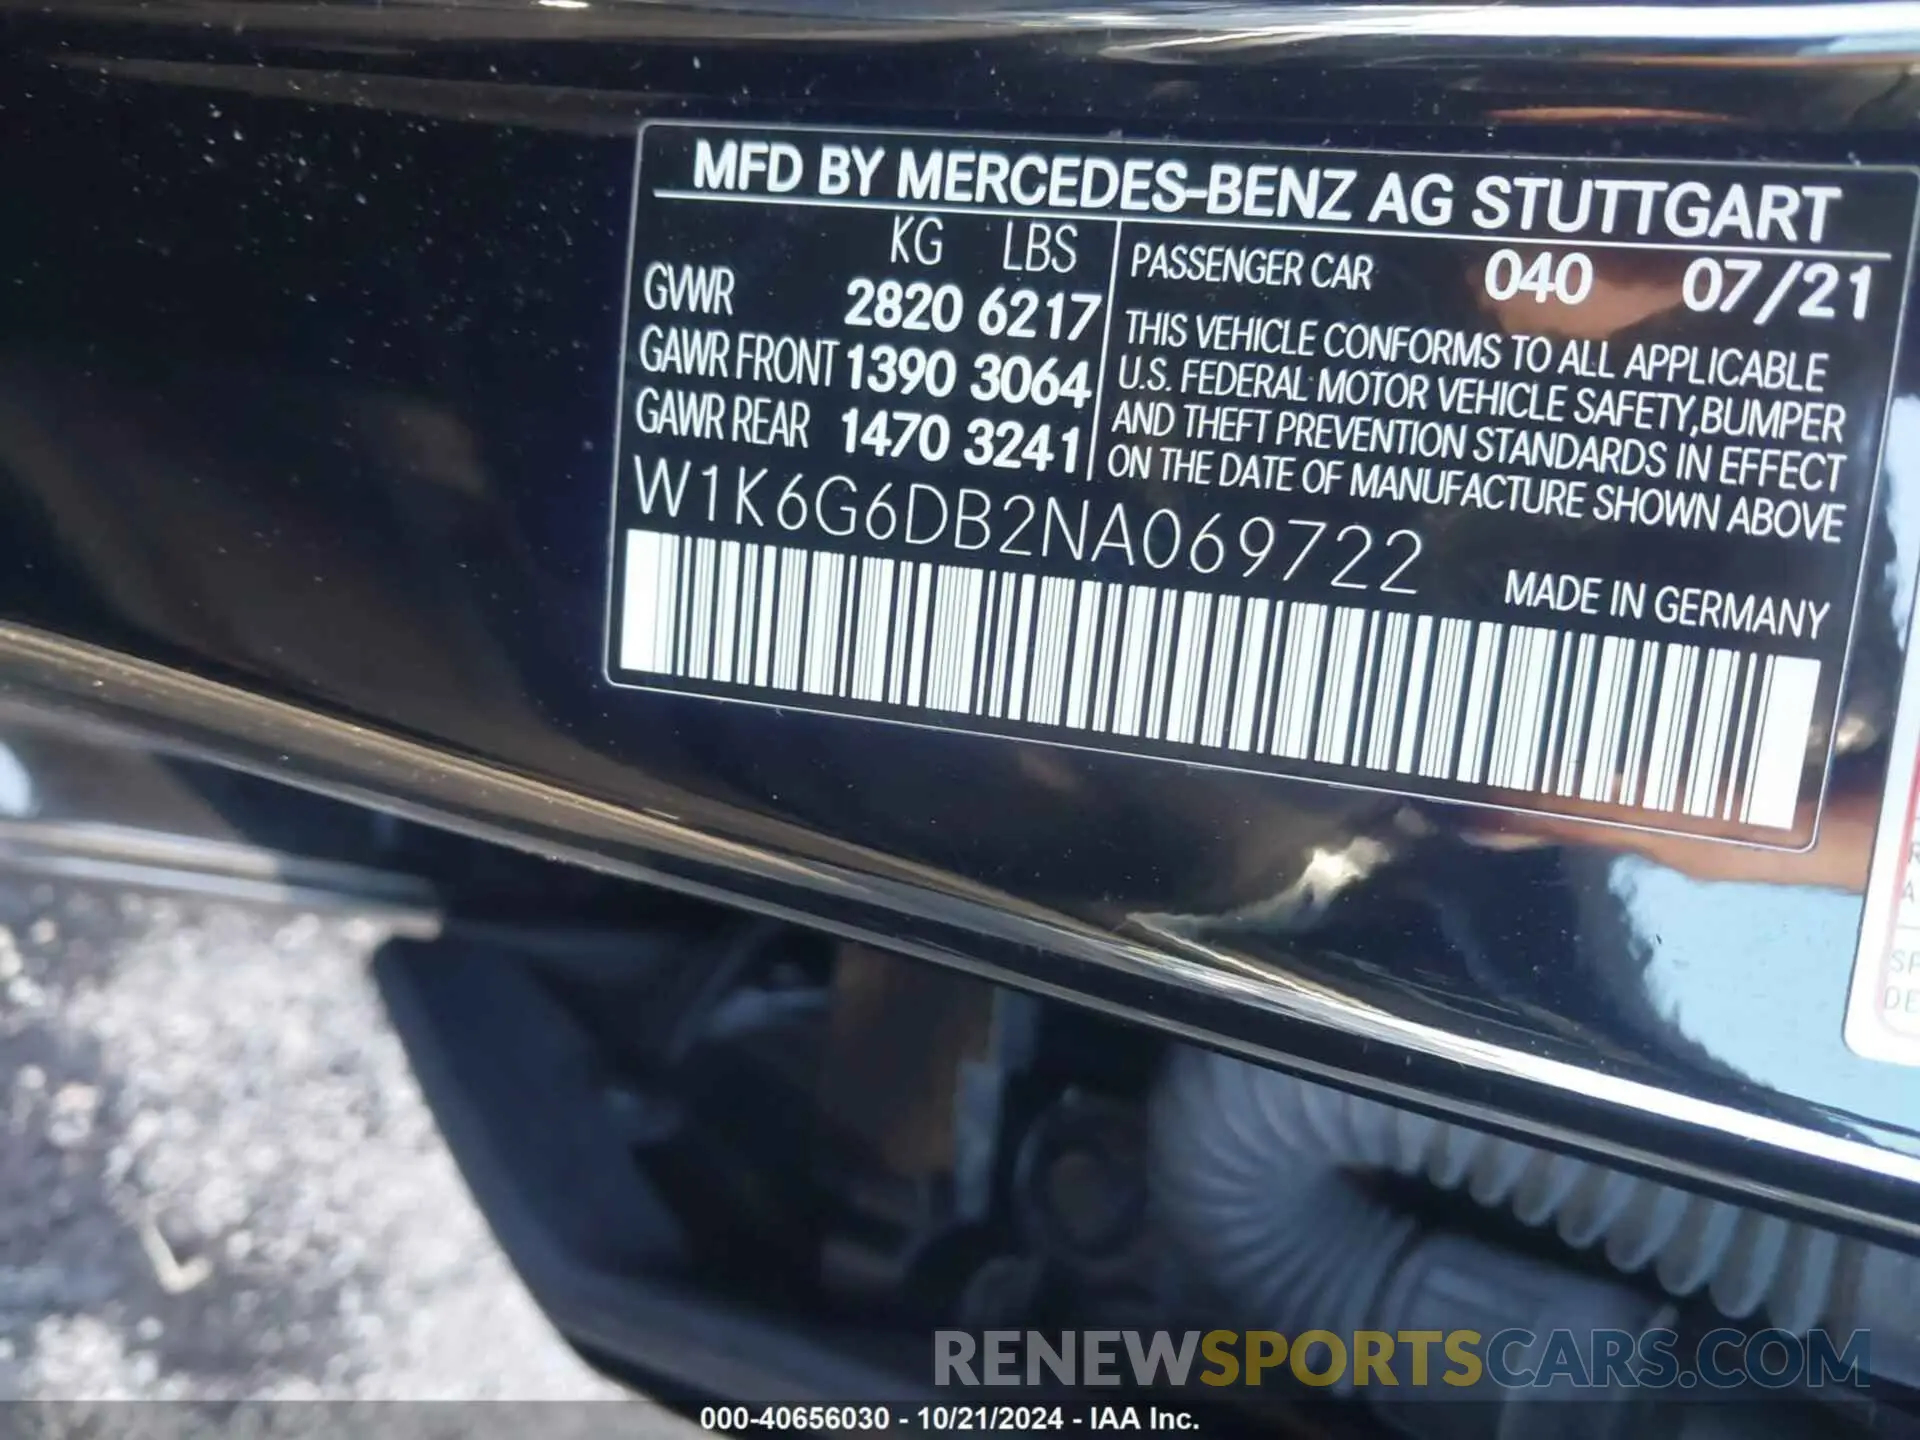 MFD BY MERCEDES-BENZ AG STUTTGART
KG LBS
GVWR 2820 6217
GAWR FRONT 1390 3064
GAWR REAR 1470 3241
PASSENGER CAR 040 07/21
THIS VEHICLE CONFORMS TO ALL APPLICABLE
U.S. FEDERAL MOTOR VEHICLE SAFETY,BUMPER
AND THEFT PREVENTION STANDARDS IN EFFECT
ON THE DATE OF MANUFACTURE SHOWN ABOVE
W1K6G6DB2NA069722
MADE IN GERMANY
RENEWSPORTSCARS.COM
000-40656030 - 10/21/2024 - IAA Inc.